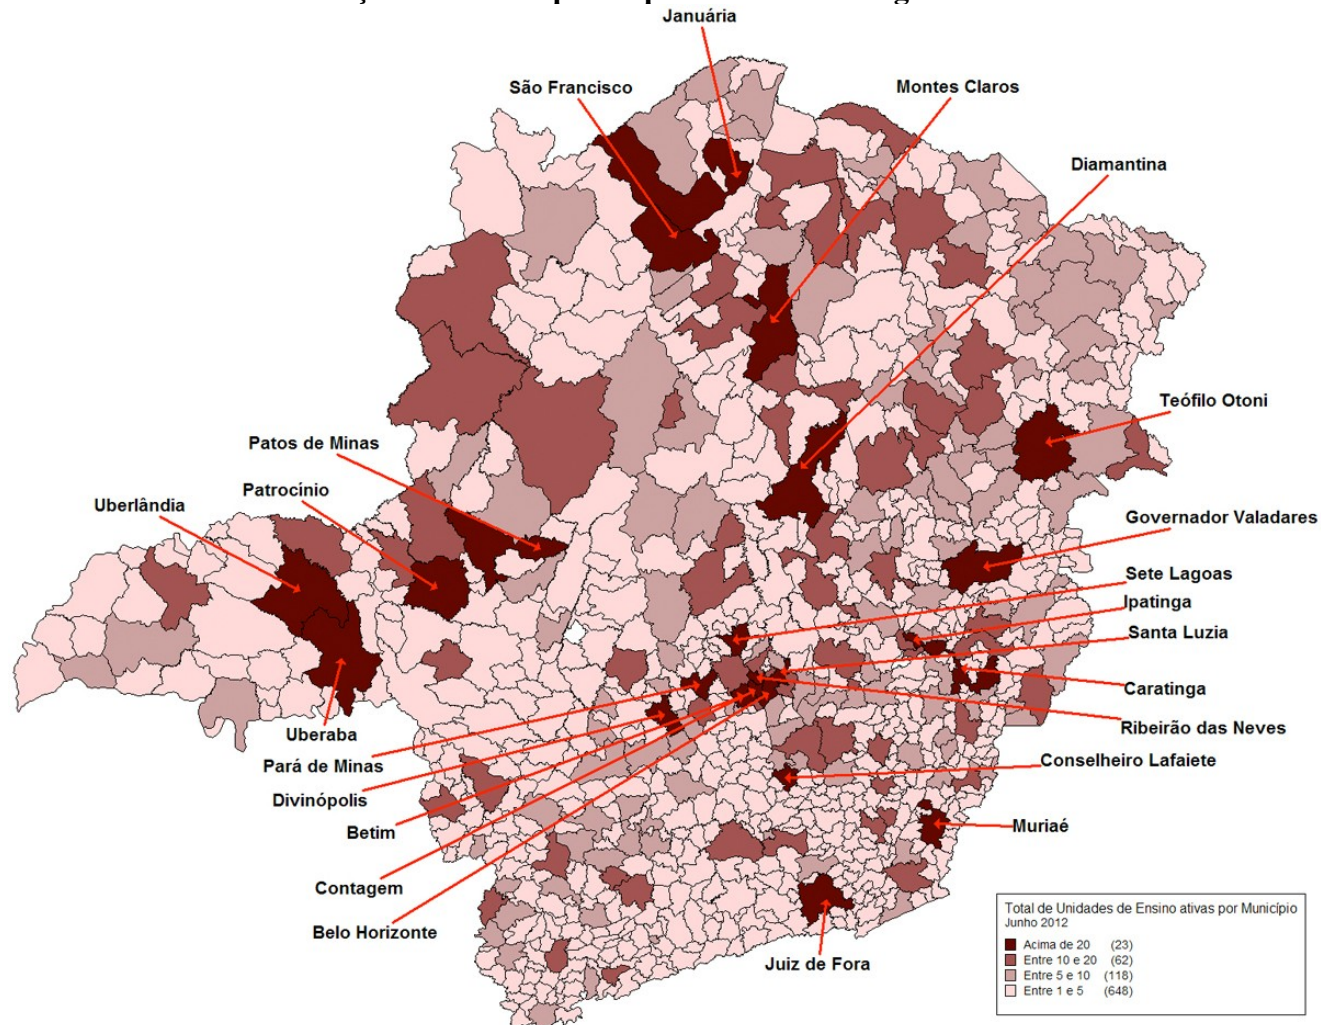 Januária
São Francisco
Montes Claros
Diamantina
Teófilo Otoni
Patos de Minas
Patrocínio
Uberlândia
Governador Valadares
Sete Lagoas
Ipatinga
Santa Luzia
Caratinga
Ribeirão das Neves
Uberaba
Pará de Minas
Conselheiro Lafaiete
Divinópolis
Betim
Muriaé
Contagem
Belo Horizonte
Juiz de Fora
Total de Unidades de Ensino ativas por Município
Junho 2012
Acima de 20 (23)
Entre 10 e 20 (62)
Entre 5 e 10 (118)
Entre 1 e 5 (648)